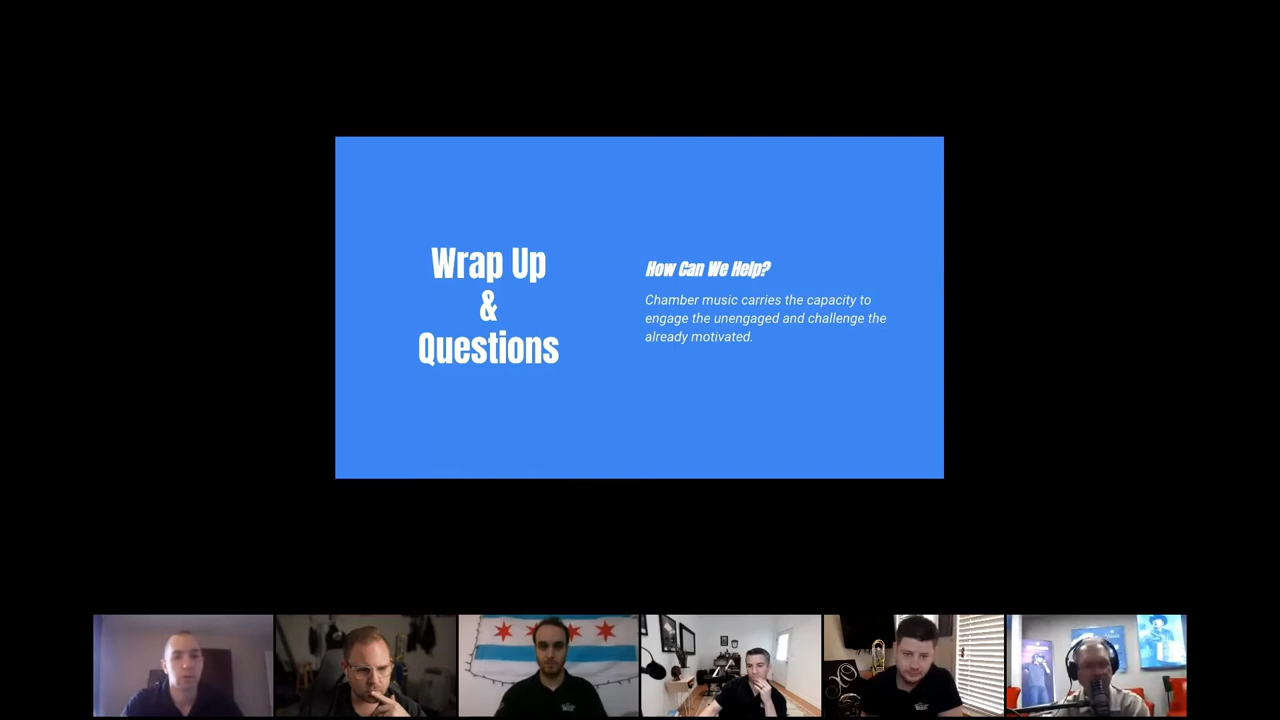 Wrap Up
&
Questions
How Can We Help?
Chamber music carries the capacity to
engage the unengaged and challenge the
already motivated.